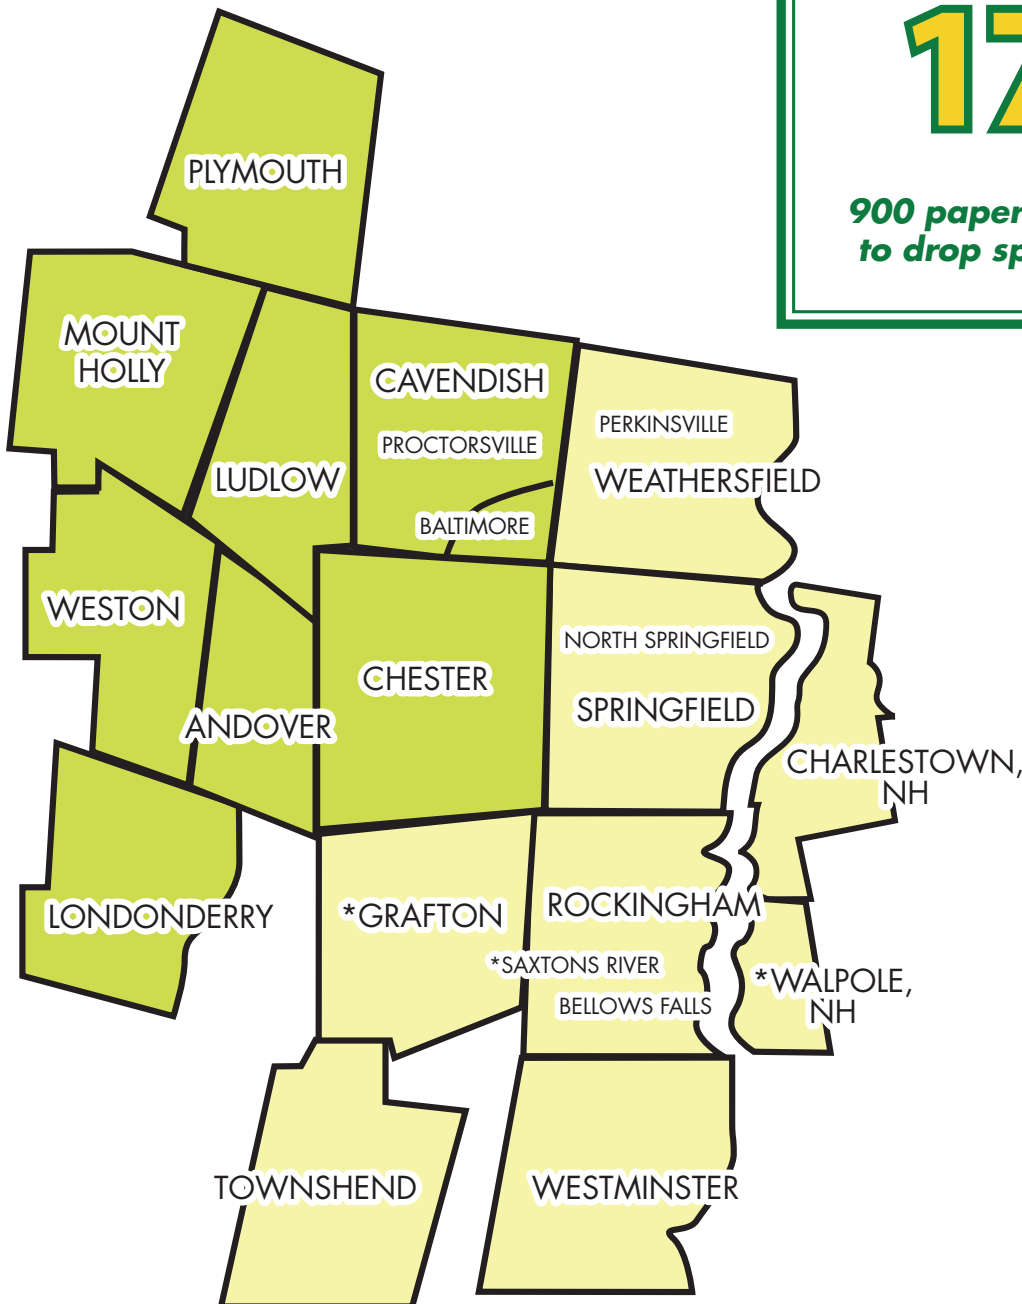 17
900 paper
to drop sp
PLYMOUTH
MOUNT
HOLLY
CAVENDISH
PROCTORSVILLE
LUDLOW
BALTIMORE
PERKINSVILLE
WEATHERSFIELD
WESTON
ANDOVER
CHESTER
NORTH SPRINGFIELD
SPRINGFIELD
CHARLESTOWN,
NH
LONDONDERRY
*GRAFTON
ROCKINGHAM
*SAXTONS RIVER
BELLOWS FALLS
*WALPOLE,
NH
TOWNSHEND
WESTMINSTER